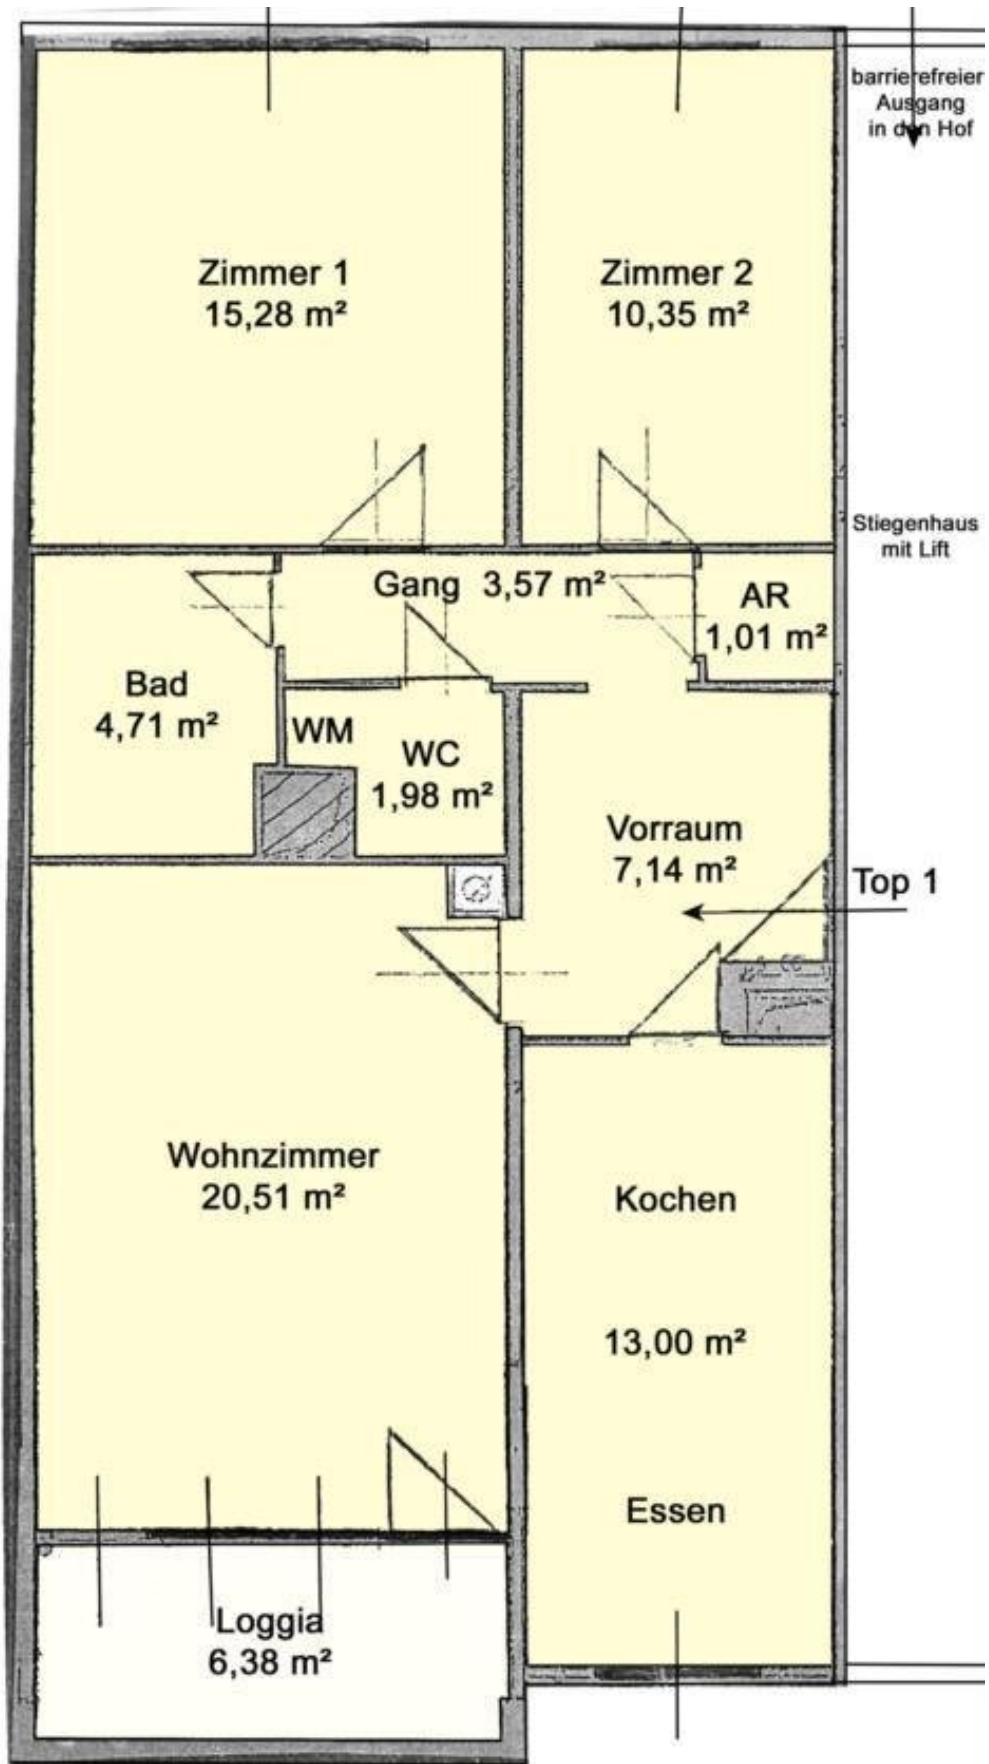 barrierefreier
Ausgang
in den Hof
Zimmer 1
15,28 m²
Zimmer 2
10,35 m²
Stiegenhaus
mit Lift
Gang 3,57 m²
AR
1,01 m²
Bad
4,71 m²
WM
WC
1,98 m²
Vorraum
7,14 m²
Top 1
Wohnzimmer
20,51 m²
Kochen
13,00 m²
Essen
Loggia
6,38 m²